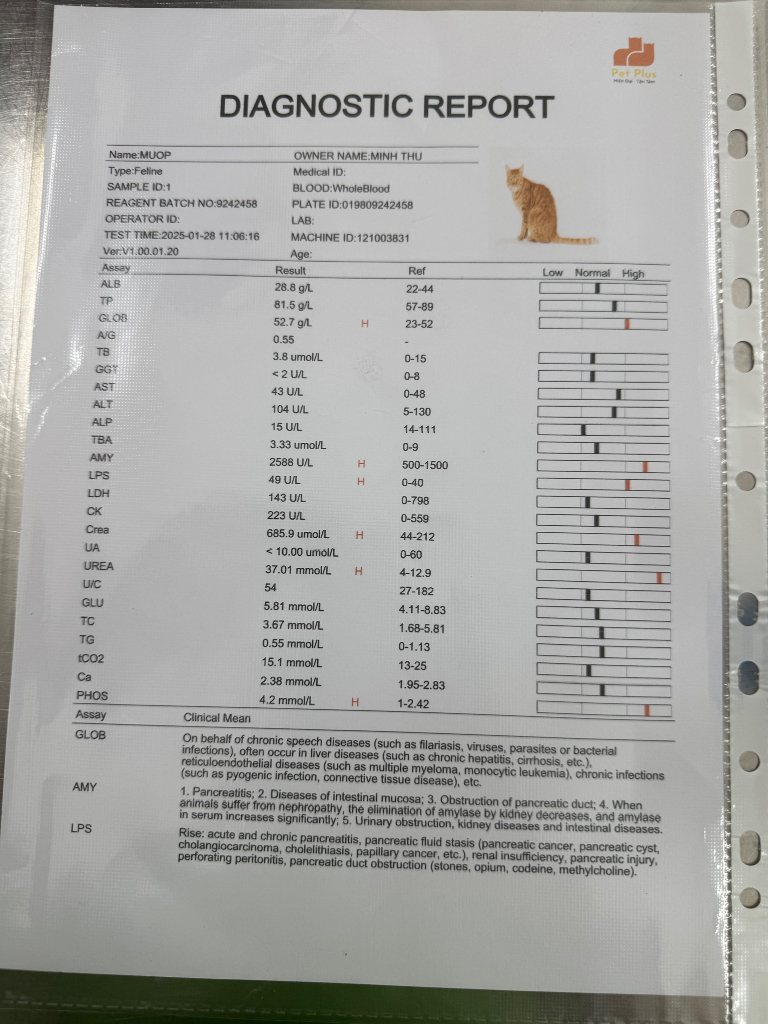 Pet Plus
Hiện Đại - Tận Tâm
DIAGNOSTIC REPORT
Name:MUOP OWNER NAME:MINH THU
Type:Feline Medical ID:
SAMPLE ID:1 BLOOD:WholeBlood
REAGENT BATCH NO:9242458 PLATE ID:019809242458
OPERATOR ID: LAB:
TEST TIME:2025-01-28 11:06:16 MACHINE ID:121003831
Ver:V1.00.01.20 Age:
Assay Result Ref Low Normal High
ALB 28.8 g/L 22-44
TP 81.5 g/L 57-89
GLOB 52.7 g/L H 23-52
A/G 0.55 -
TB 3.8 umol/L 0-15
GGT < 2 U/L 0-8
AST 43 U/L 0-48
ALT 104 U/L 5-130
ALP 15 U/L 14-111
TBA 3.33 umol/L 0-9
AMY 2588 U/L H 500-1500
LPS 49 U/L H 0-40
LDH 143 U/L 0-798
CK 223 U/L 0-559
Crea 685.9 umol/L H 44-212
UA < 10.00 umol/L 0-60
UREA 37.01 mmol/L H 4-12.9
U/C 54 27-182
GLU 5.81 mmol/L 4.11-8.83
TC 3.67 mmol/L 1.68-5.81
TG 0.55 mmol/L 0-1.13
tCO2 15.1 mmol/L 13-25
Ca 2.38 mmol/L 1.95-2.83
PHOS 4.2 mmol/L H 1-2.42
Assay Clinical Mean
GLOB On behalf of chronic speech diseases (such as filariasis, viruses, parasites or bacterial
infections), often occur in liver diseases (such as chronic hepatitis, cirrhosis, etc.),
reticuloendothelial diseases (such as multiple myeloma, monocytic leukemia), chronic infections
(such as pyogenic infection, connective tissue disease), etc.
AMY 1. Pancreatitis; 2. Diseases of intestinal mucosa; 3. Obstruction of pancreatic duct; 4. When
animals suffer from nephropathy, the elimination of amylase by kidney decreases, and amylase
in serum increases significantly; 5. Urinary obstruction, kidney diseases and intestinal diseases.
LPS Rise: acute and chronic pancreatitis, pancreatic fluid stasis (pancreatic cancer, pancreatic cyst,
cholangiocarcinoma, cholelithiasis, papillary cancer, etc.), renal insufficiency, pancreatic injury,
perforating peritonitis, pancreatic duct obstruction (stones, opium, codeine, methylcholine).